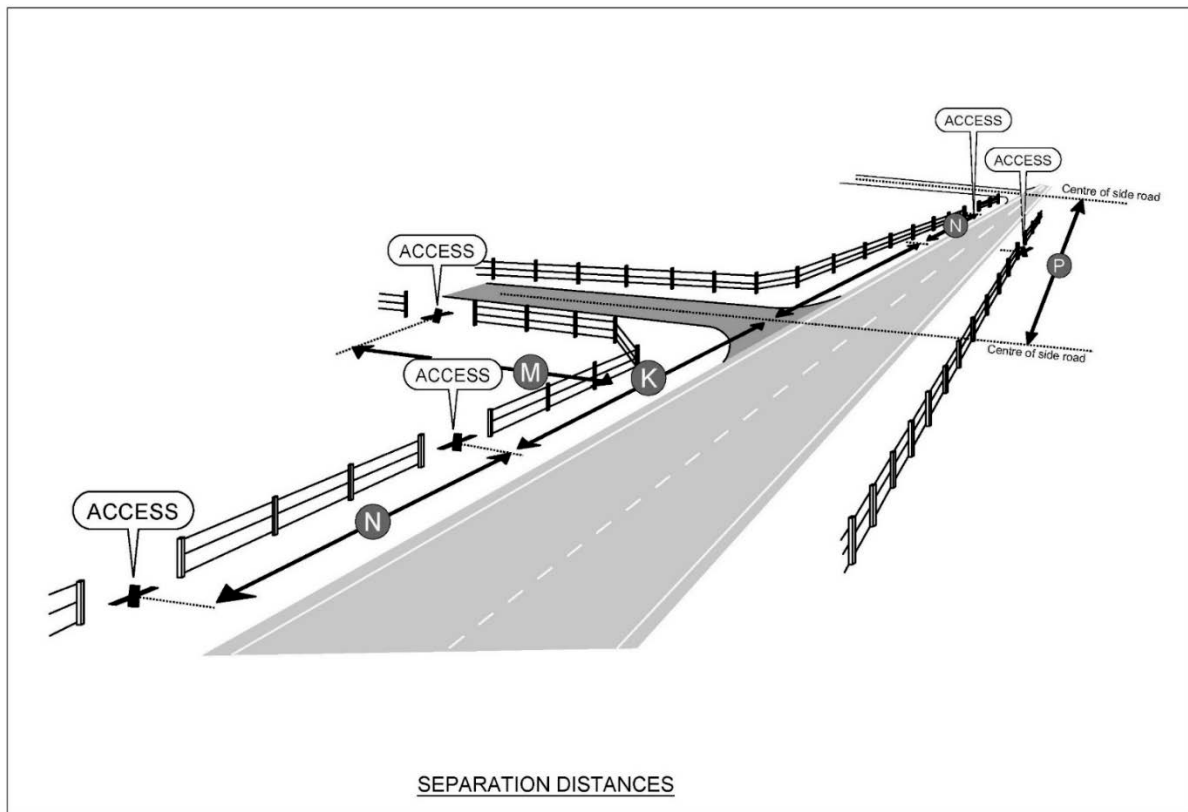 ACCESS
ACCESS
Centre of side road
N
ACCESS
P
Centre of side road
M
K
ACCESS
ACCESS
N
SEPARATION DISTANCES